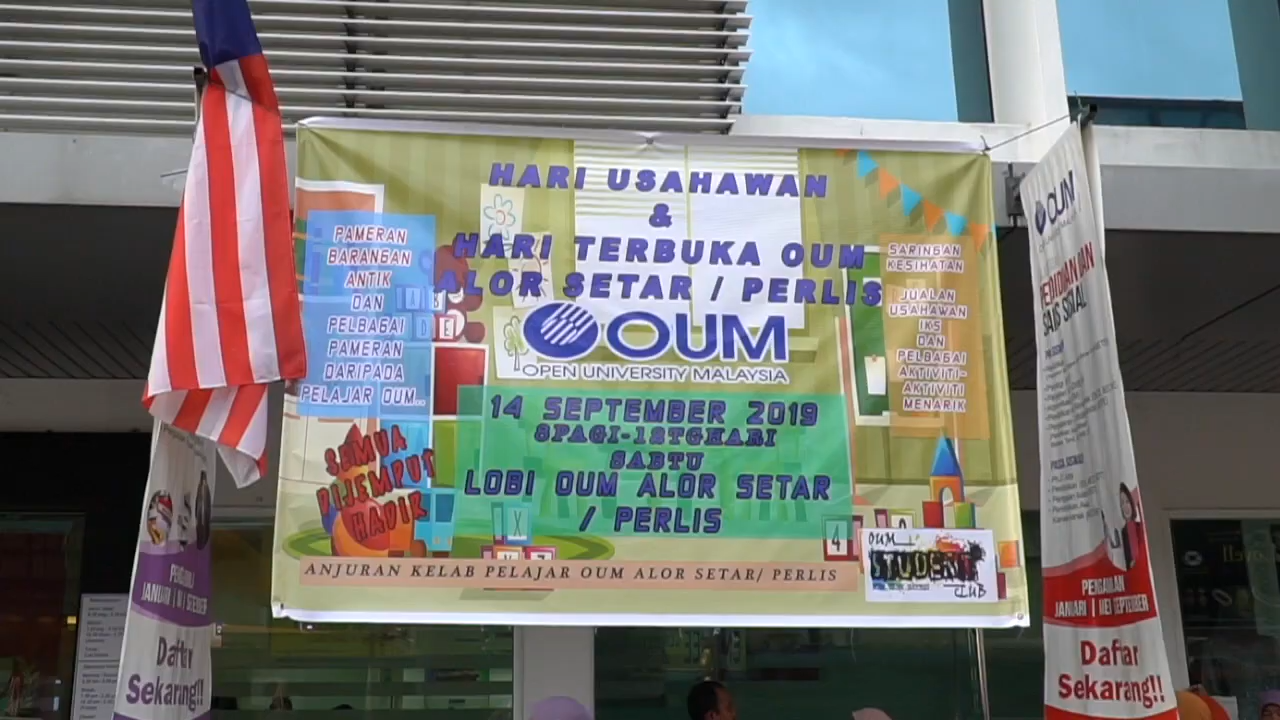 HARI USAHAWAN
&
HARI TERBUKA OUM
ALOR SETAR / PERLIS
OUM
OPEN UNIVERSITY MALAYSIA
PAMERAN
BARANGAN
ANTIK
DAN
PELBAGAI
PAMERAN
DARIPADA
PELAJAR OUM..
SARINGAN
KESIHATAN
JUALAN
USAHAWAN
IKS
DAN
PELBAGAI
AKTIVITI-
AKTIVITI
MENARIK
14 SEPTEMBER 2019
8PAGI-12TGHARI
SABTU
LOBI OUM ALOR SETAR
/ PERLIS
SEMUA
DIJEMPUT
HADIR
ANJURAN KELAB PELAJAR OUM ALOR SETAR/ PERLIS
OUM
STUDENT
CLUB
JANUARI | MEI | SEPTEMBER
Daftar
Sekarang!!
OUM
PENDIDIKAN DAN
SAINS SOSIAL
PENGAMBILAN
JANUARI | MEI | SEPTEMBER
Daftar
Sekarang!!